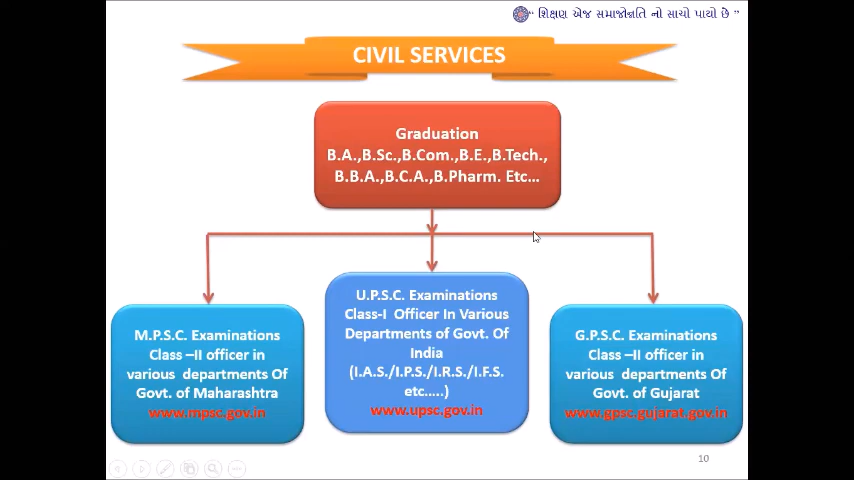 “ શિક્ષણ એજ સમાજોન્નતિ નો સાચો પાયો છે ”
CIVIL SERVICES
Graduation
B.A.,B.Sc.,B.Com.,B.E.,B.Tech.,
B.B.A.,B.C.A.,B.Pharm. Etc…
M.P.S.C. Examinations
Class –II officer in
various departments Of
Govt. of Maharashtra
www.mpsc.gov.in
U.P.S.C. Examinations
Class-I Officer In Various
Departments of Govt. Of
India
(I.A.S./I.P.S./I.R.S./I.F.S.
etc…..)
www.upsc.gov.in
G.P.S.C. Examinations
Class –II officer in
various departments Of
Govt. of Gujarat
www.gpsc.gujarat.gov.in
10